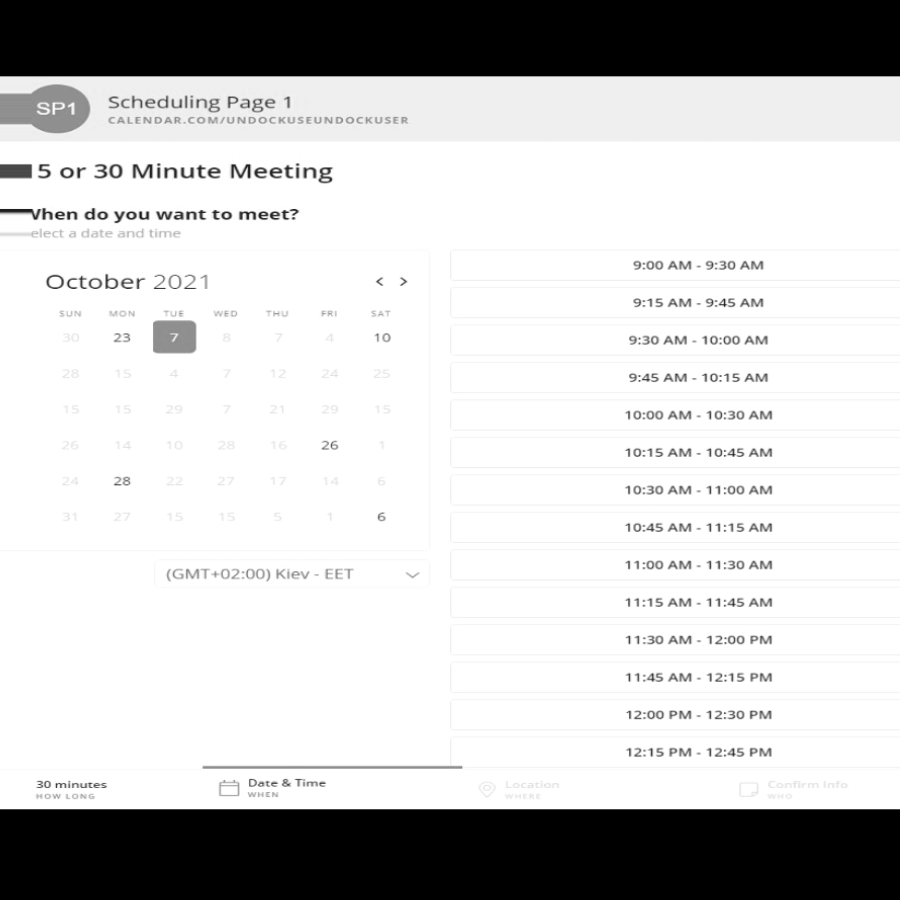 SP1
Scheduling Page 1
CALENDAR.COM/UNDOCKUSEUNDOCKUSER
5 or 30 Minute Meeting
When do you want to meet?
elect a date and time
October 2021
< >
SUN MON TUE WED THU FRI SAT
30 23 7 8 7 4 10
28 15 4 7 12 24 25
15 15 29 7 21 29 15
26 14 10 28 16 26 1
24 28 22 27 17 14 6
31 27 15 15 5 1 6
(GMT+02:00) Kiev - EET
9:00 AM - 9:30 AM
9:15 AM - 9:45 AM
9:30 AM - 10:00 AM
9:45 AM - 10:15 AM
10:00 AM - 10:30 AM
10:15 AM - 10:45 AM
10:30 AM - 11:00 AM
10:45 AM - 11:15 AM
11:00 AM - 11:30 AM
11:15 AM - 11:45 AM
11:30 AM - 12:00 PM
11:45 AM - 12:15 PM
12:00 PM - 12:30 PM
12:15 PM - 12:45 PM
30 minutes
HOW LONG
Date & Time
WHEN
Location
WHERE
Confirm Info
WHO